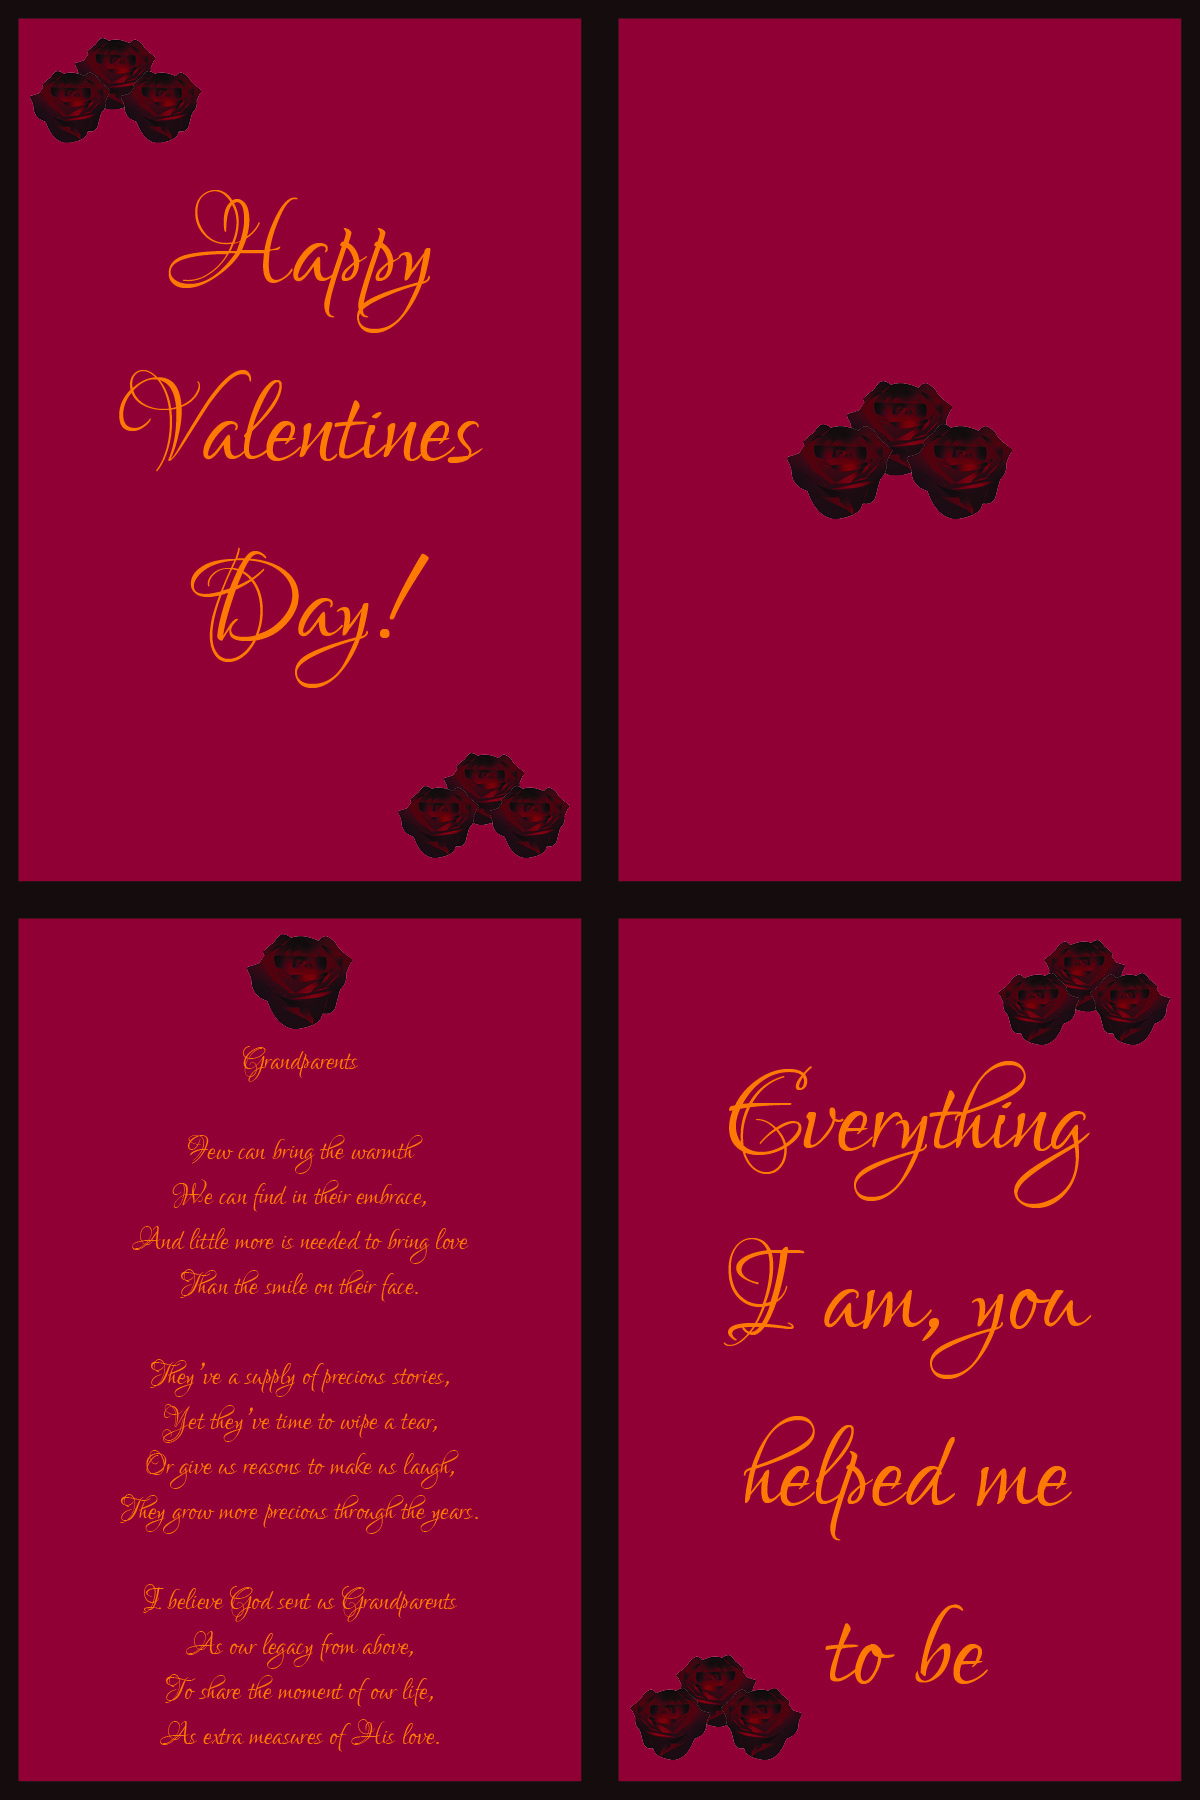 Happy
Valentines
Day!
Grandparents
Few can bring the warmth
We can find in their embrace,
And little more is needed to bring love
Than the smile on their face.
They've a supply of precious stories,
Yet they've time to wipe a tear,
Or give us reasons to make us laugh,
They grow more precious through the years.
I believe God sent us Grandparents
As our legacy from above,
To share the moment of our life,
As extra measures of His love.
Everything
I am, you
helped me
to be